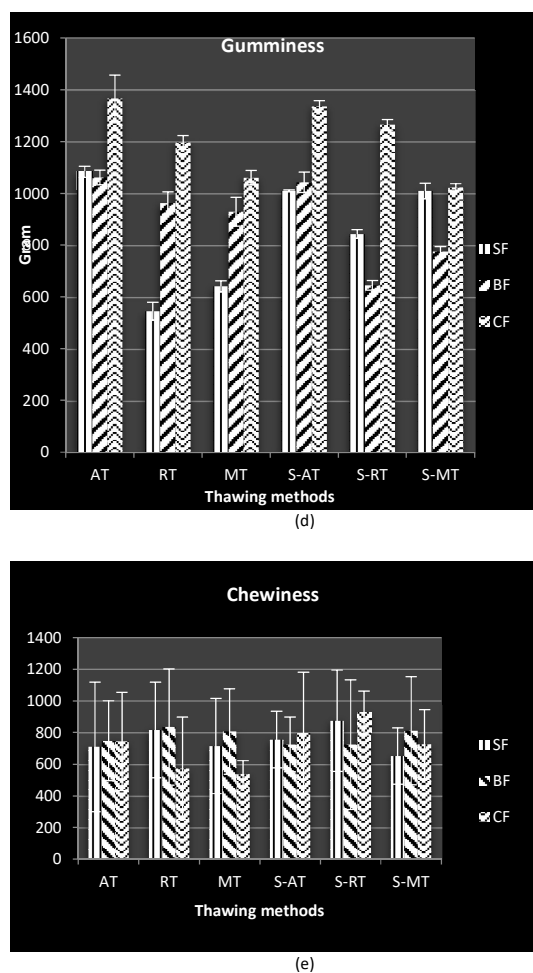 Gumminess
1600
1400
1200
1000
800
600
400
200
0
Gram
AT RT MT S-AT S-RT S-MT
Thawing methods
SF
BF
CF
(d)
Chewiness
1400
1200
1000
800
600
400
200
0
AT RT MT S-AT S-RT S-MT
Thawing methods
SF
BF
CF
(e)